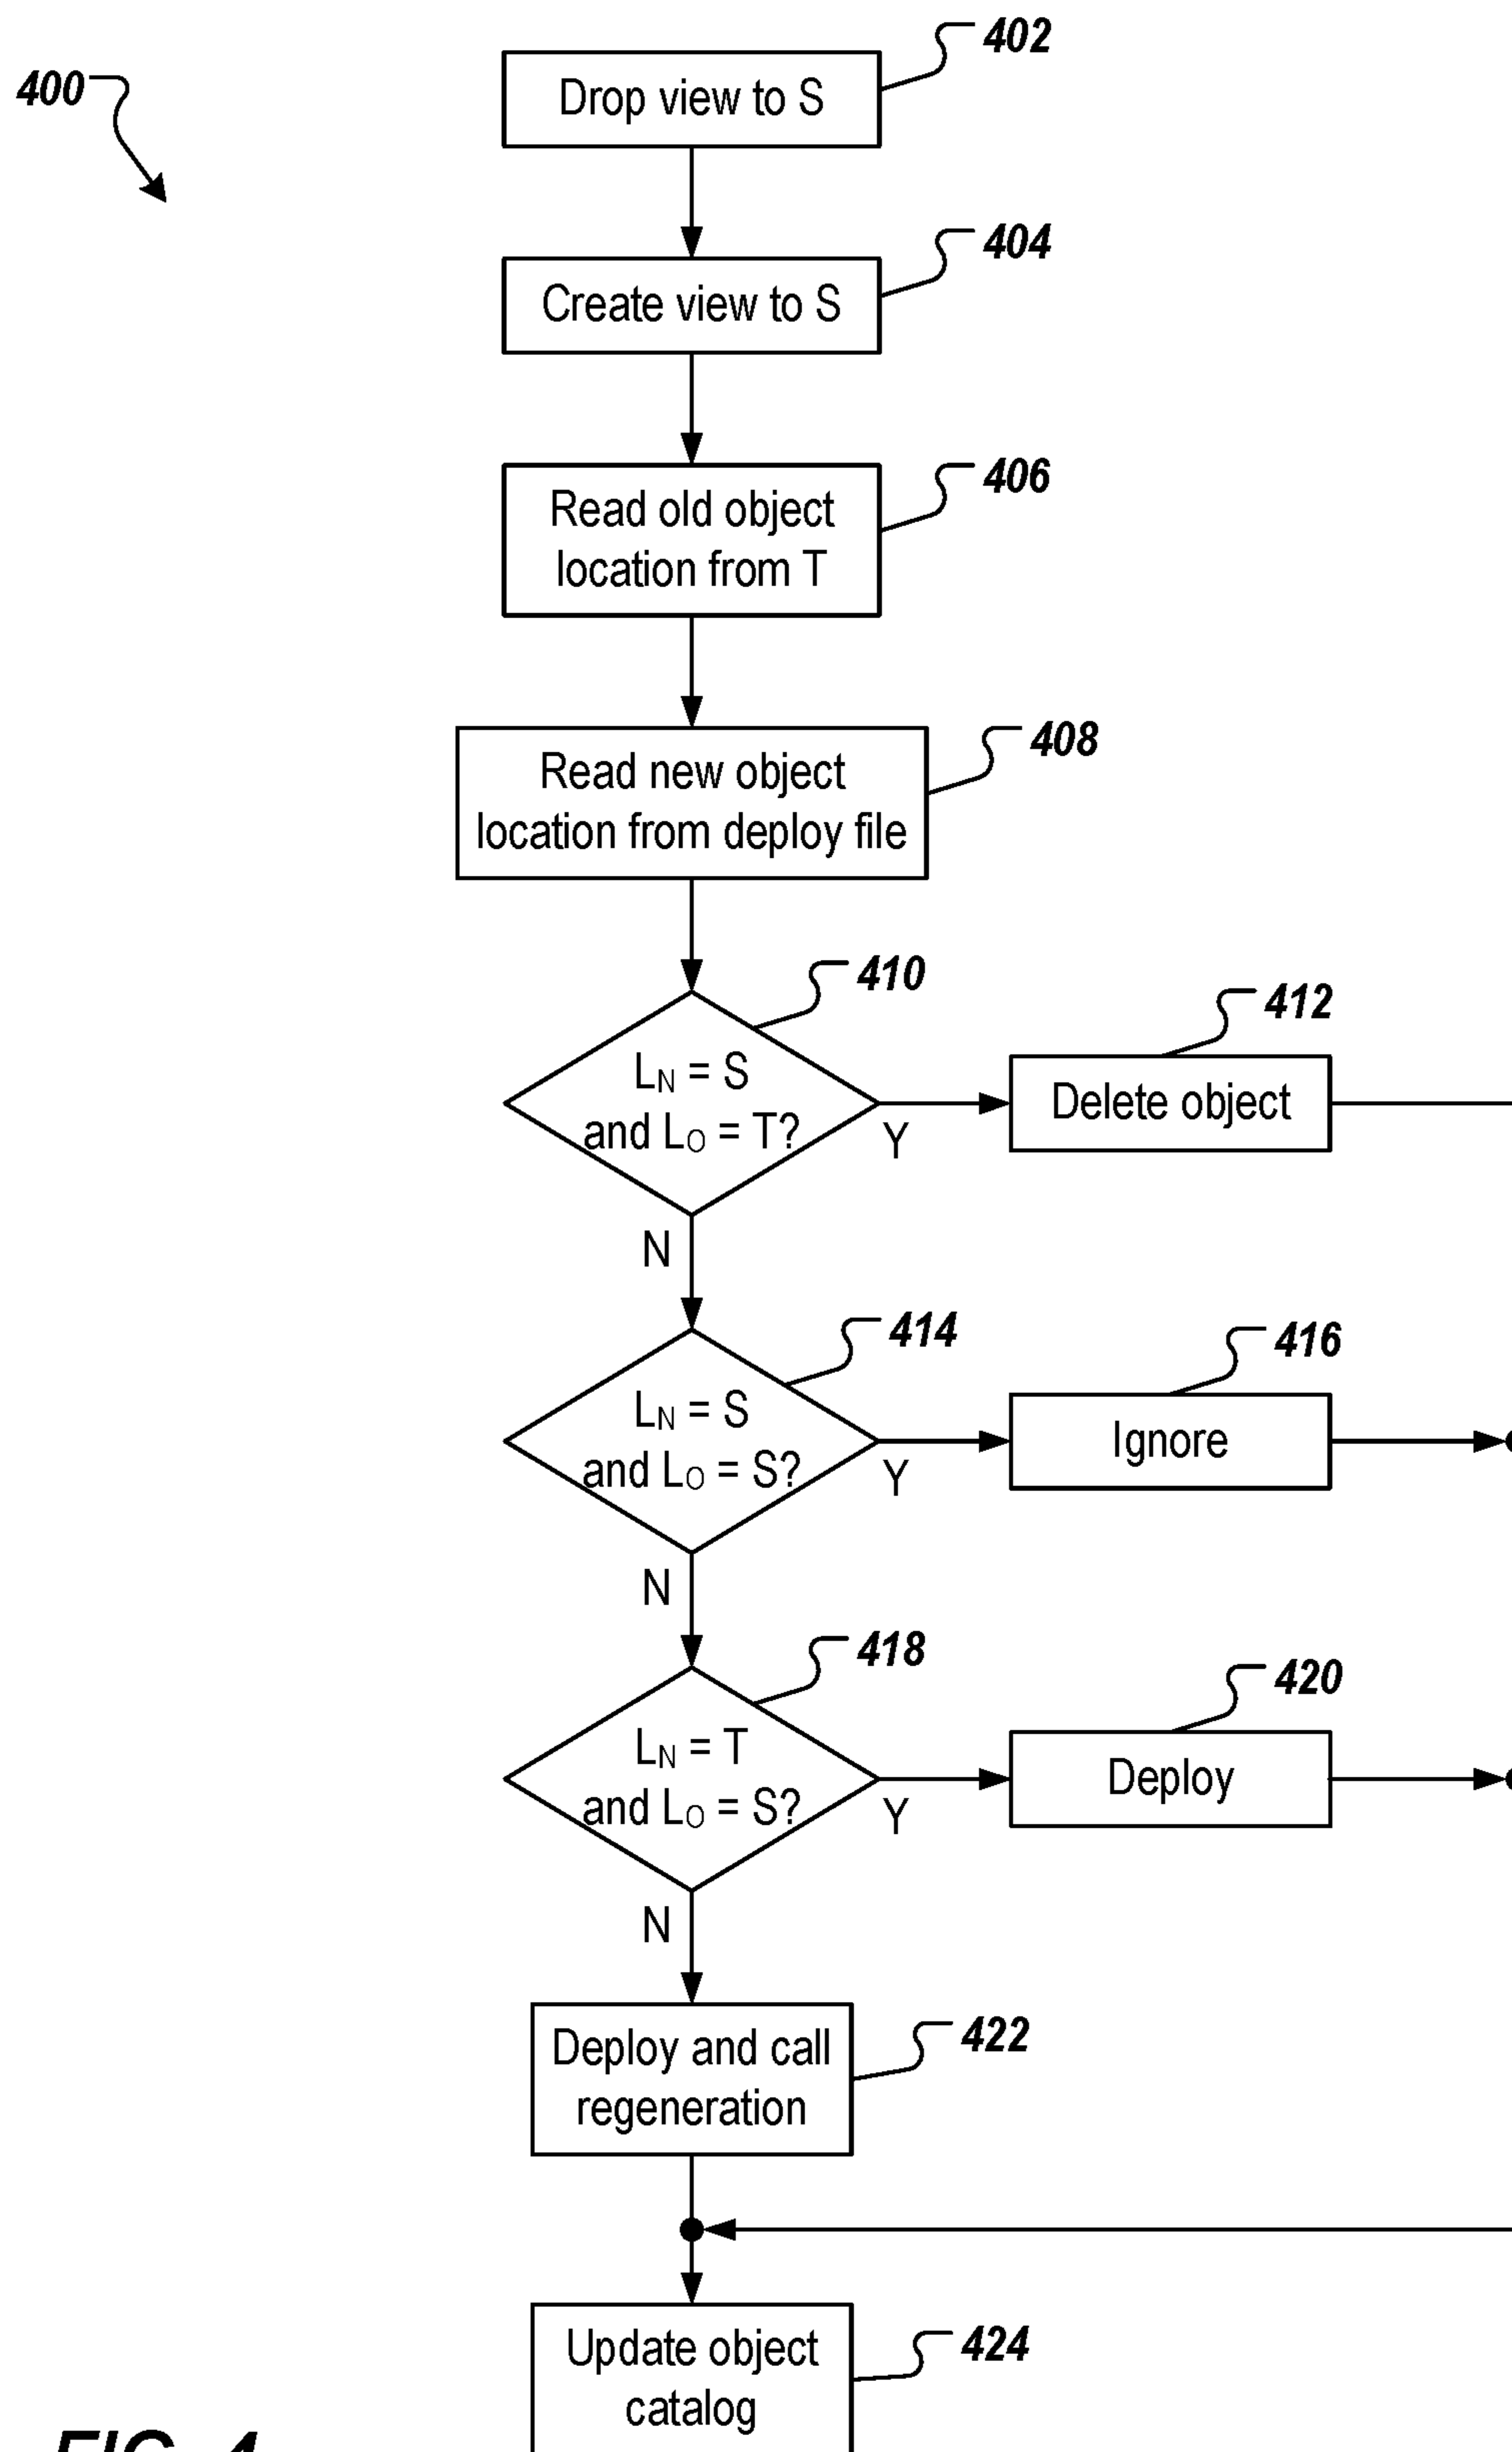 400
402
Drop view to S
404
Create view to S
406
Read old object
location from T
408
Read new object
location from deploy file
410
LN = S
and LO = T?
Y
N
412
Delete object
414
LN = S
and LO = S?
Y
N
416
Ignore
418
LN = T
and LO = S?
Y
N
420
Deploy
422
Deploy and call
regeneration
424
Update object
catalog
FIG. 4